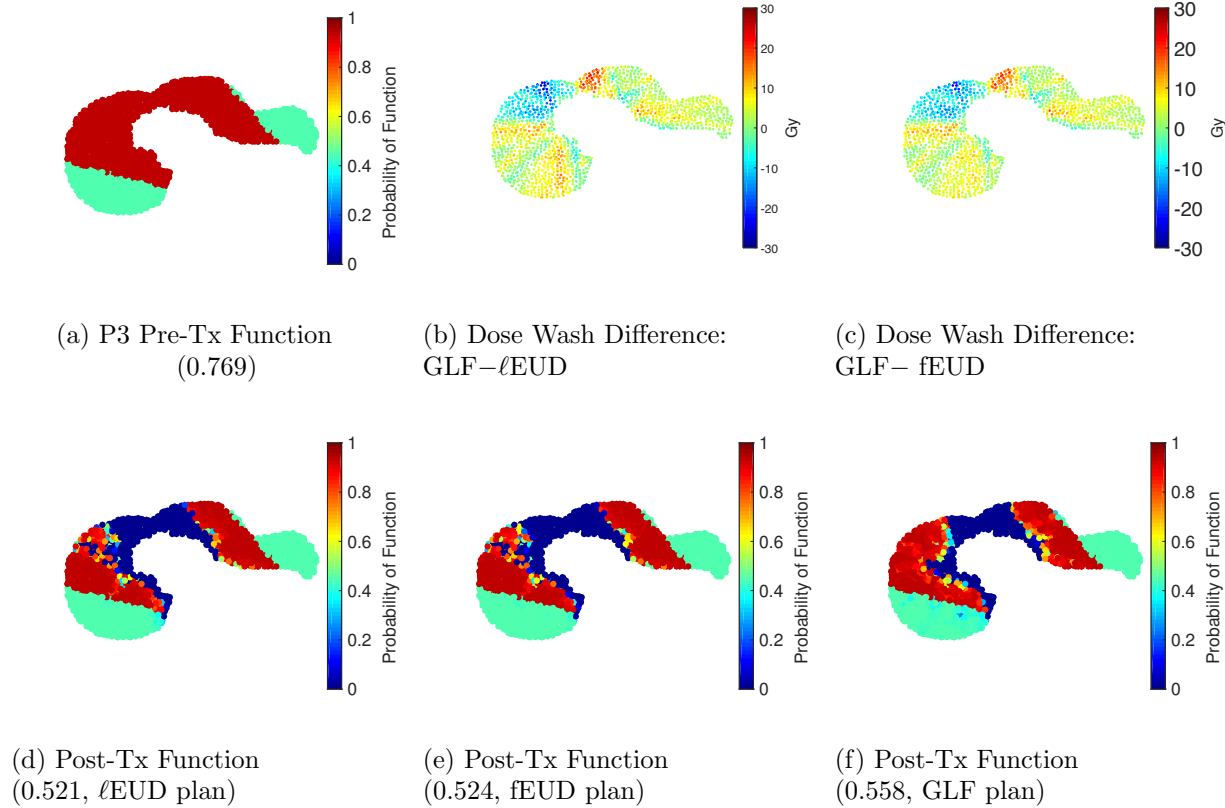 1
0.8
0.6
0.4
0.2
0
Probability of Function
30
20
10
0
-10
-20
-30
Gy
30
20
10
0
-10
-20
-30
Gy
(a) P3 Pre-Tx Function
(0.769)
(b) Dose Wash Difference:
GLF−ℓEUD
(c) Dose Wash Difference:
GLF− fEUD
1
0.8
0.6
0.4
0.2
0
Probability of Function
1
0.8
0.6
0.4
0.2
0
Probability of Function
1
0.8
0.6
0.4
0.2
0
Probability of Function
(d) Post-Tx Function
(0.521, ℓEUD plan)
(e) Post-Tx Function
(0.524, fEUD plan)
(f) Post-Tx Function
(0.558, GLF plan)